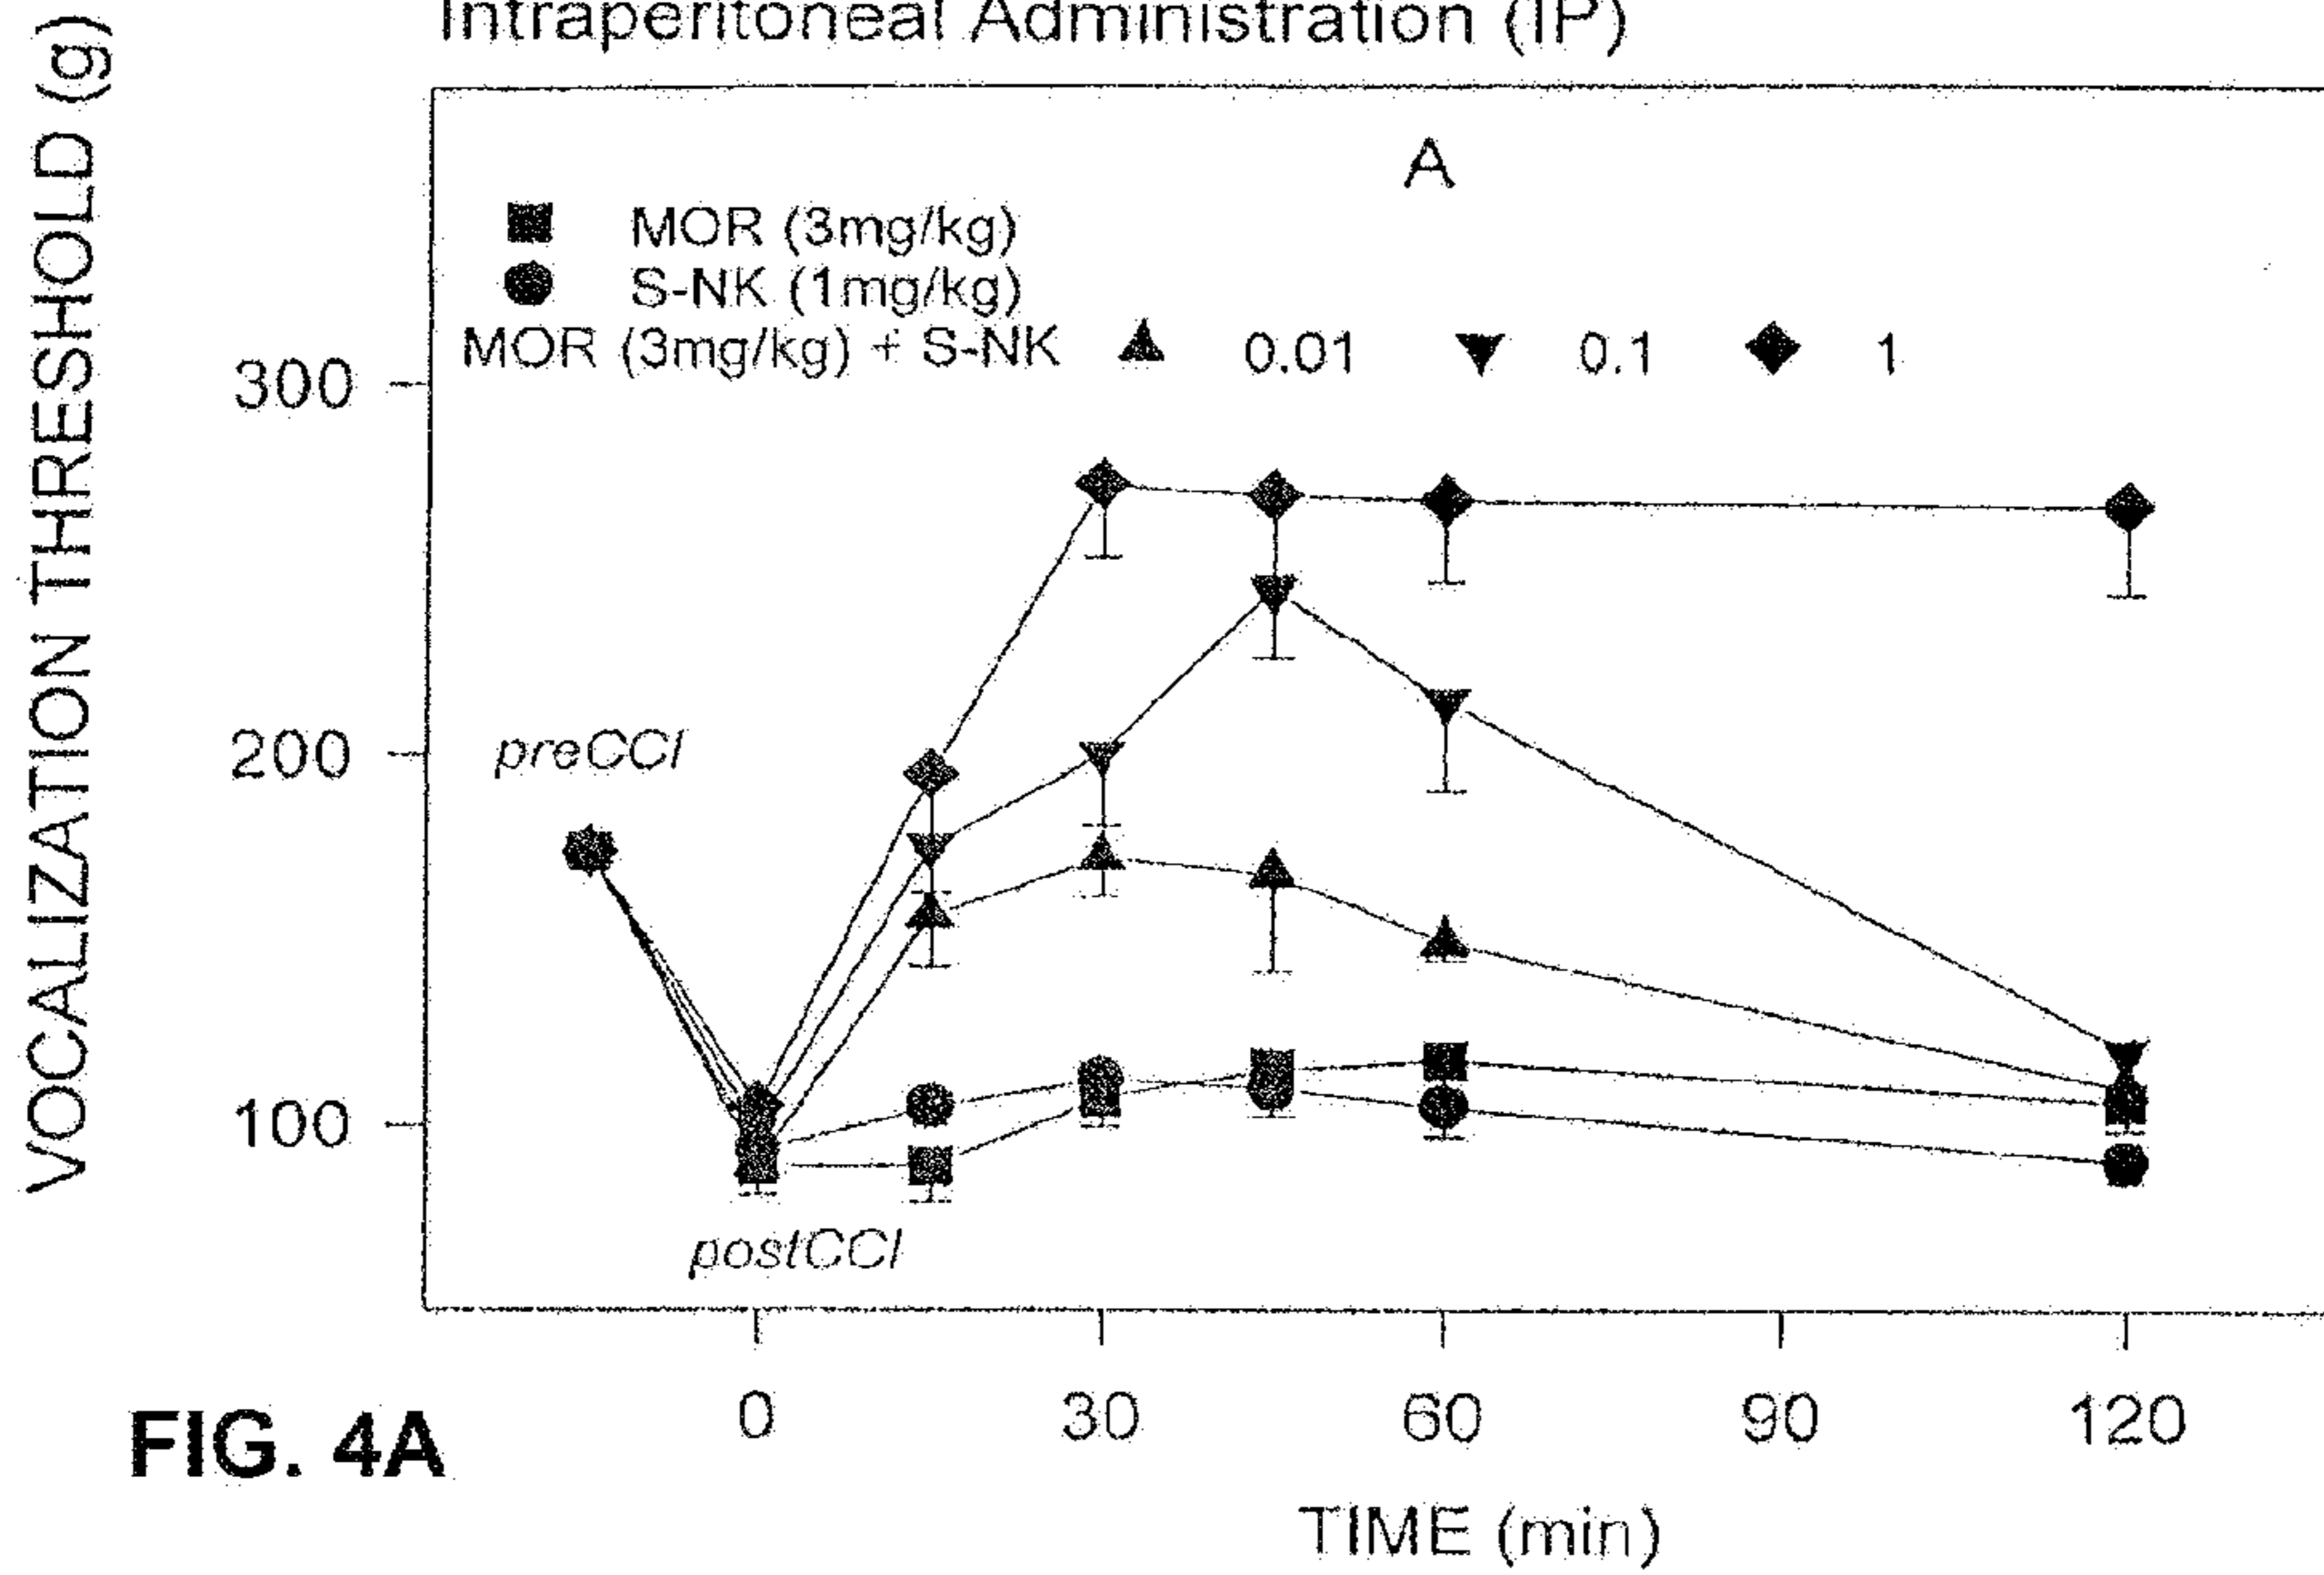 Intraperitoneal Administration (IP)
VOCALIZATION THRESHOLD (g)
A
MOR (3mg/kg)
S-NK (1mg/kg)
MOR (3mg/kg) + S-NK 0.01 0.1 1
300
200
100
preCCI
postCCI
0 30 60 90 120
FIG. 4A
TIME (min)